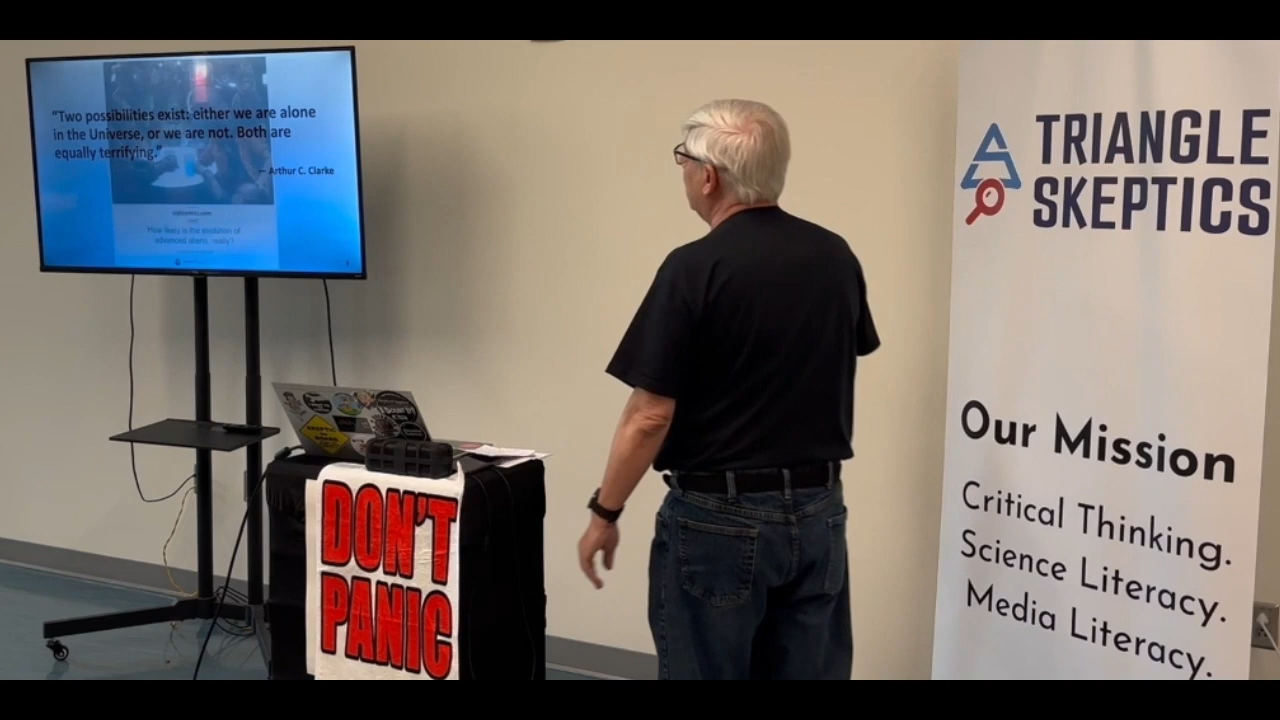 "Two possibilities exist: either we are alone
in the Universe, or we are not. Both are
equally terrifying."
— Arthur C. Clarke
How likely is the evolution of
advanced aliens, really?
DON'T
PANIC
SKEPTIC
TRIANGLE
SKEPTICS
Our Mission
Critical Thinking.
Science Literacy.
Media Literacy.